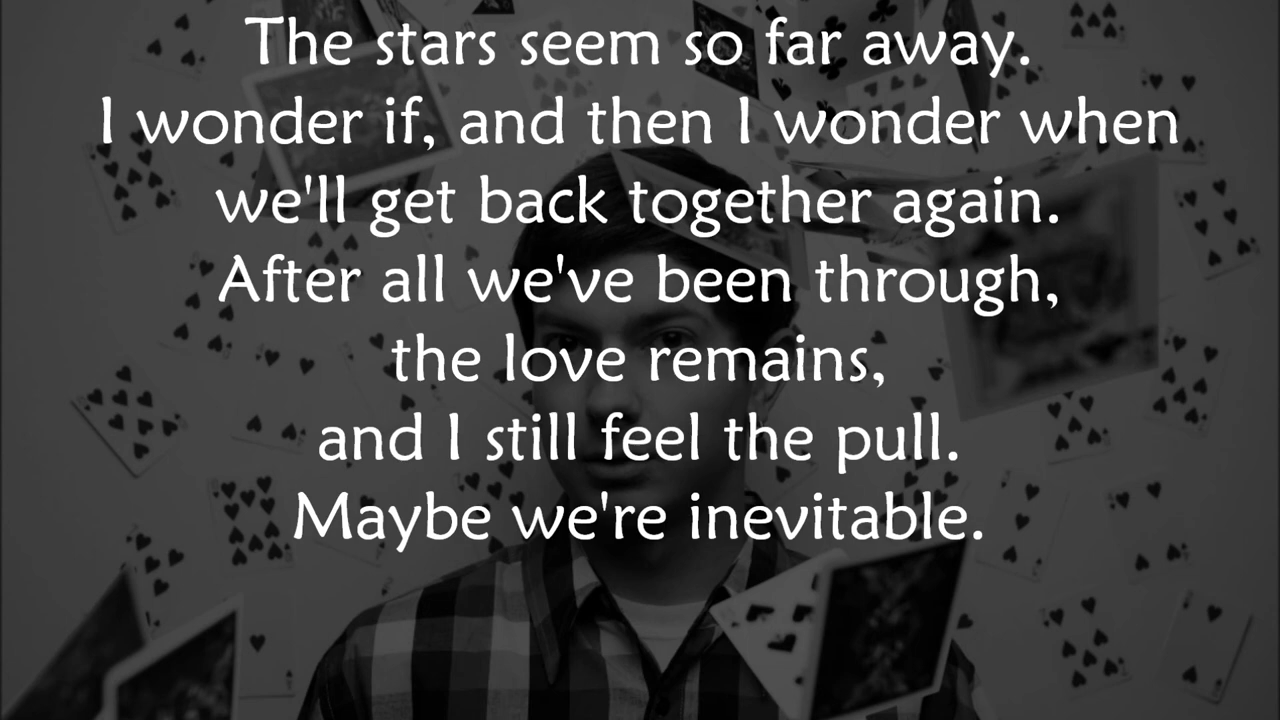 The stars seem so far away.
I wonder if, and then I wonder when
we'll get back together again.
After all we've been through,
the love remains,
and I still feel the pull.
Maybe we're inevitable.